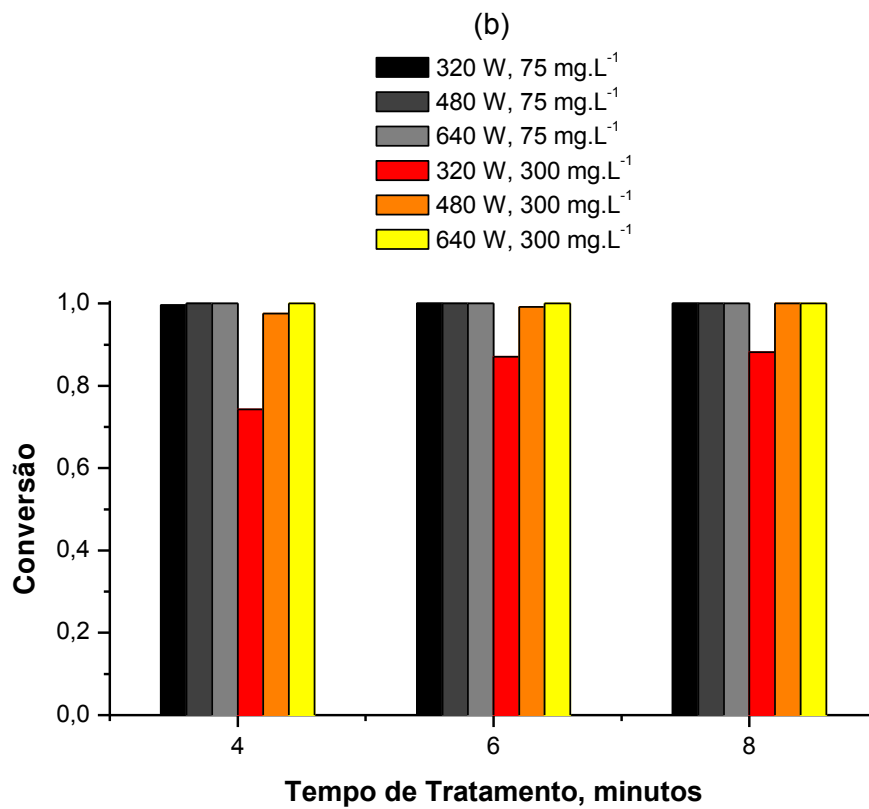 (b)
320 W, 75 mg.L⁻¹
480 W, 75 mg.L⁻¹
640 W, 75 mg.L⁻¹
320 W, 300 mg.L⁻¹
480 W, 300 mg.L⁻¹
640 W, 300 mg.L⁻¹
1,0
0,8
0,6
0,4
0,2
0,0
Conversão
4 6 8
Tempo de Tratamento, minutos